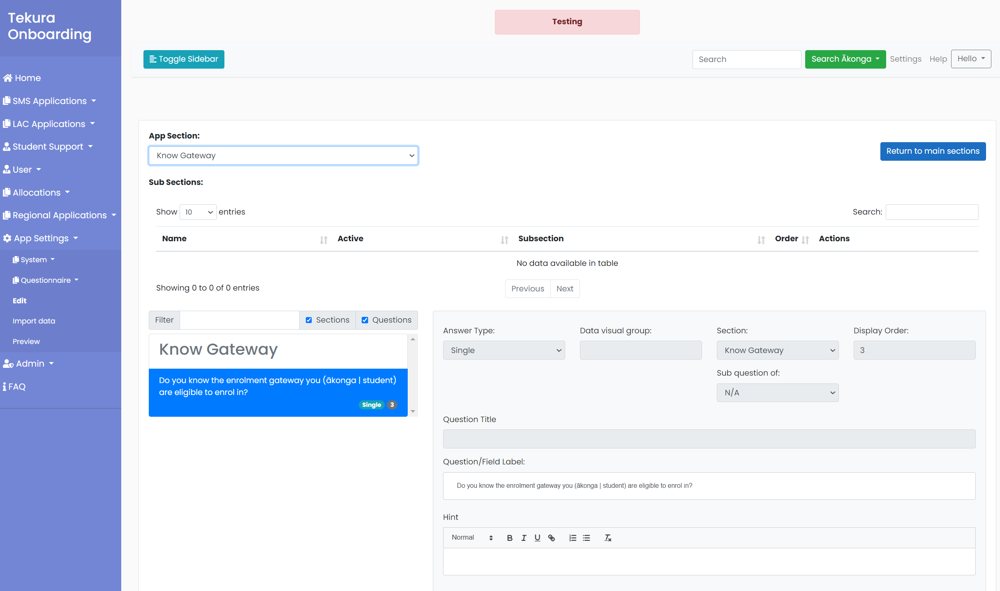 Tekura
Onboarding
Testing
Toggle Sidebar
Search
Search Ākonga
Settings
Help
Hello
Home
SMS Applications
LAC Applications
Student Support
User
Allocations
Regional Applications
App Settings
System
Questionnaire
Edit
Import data
Preview
Admin
FAQ
App Section:
Know Gateway
Return to main sections
Sub Sections:
Show 10 entries
Search:
Name Active Subsection Order Actions
No data available in table
Showing 0 to 0 of 0 entries
Previous Next
Filter Sections Questions
Know Gateway
Do you know the enrolment gateway you (ākonga | student)
are eligible to enrol in?
Single 3
Answer Type: Data visual group: Section: Display Order:
Single Know Gateway 3
Sub question of:
N/A
Question Title
Question/Field Label:
Do you know the enrolment gateway you (ākonga | student) are eligible to enrol in?
Hint
Normal B I U